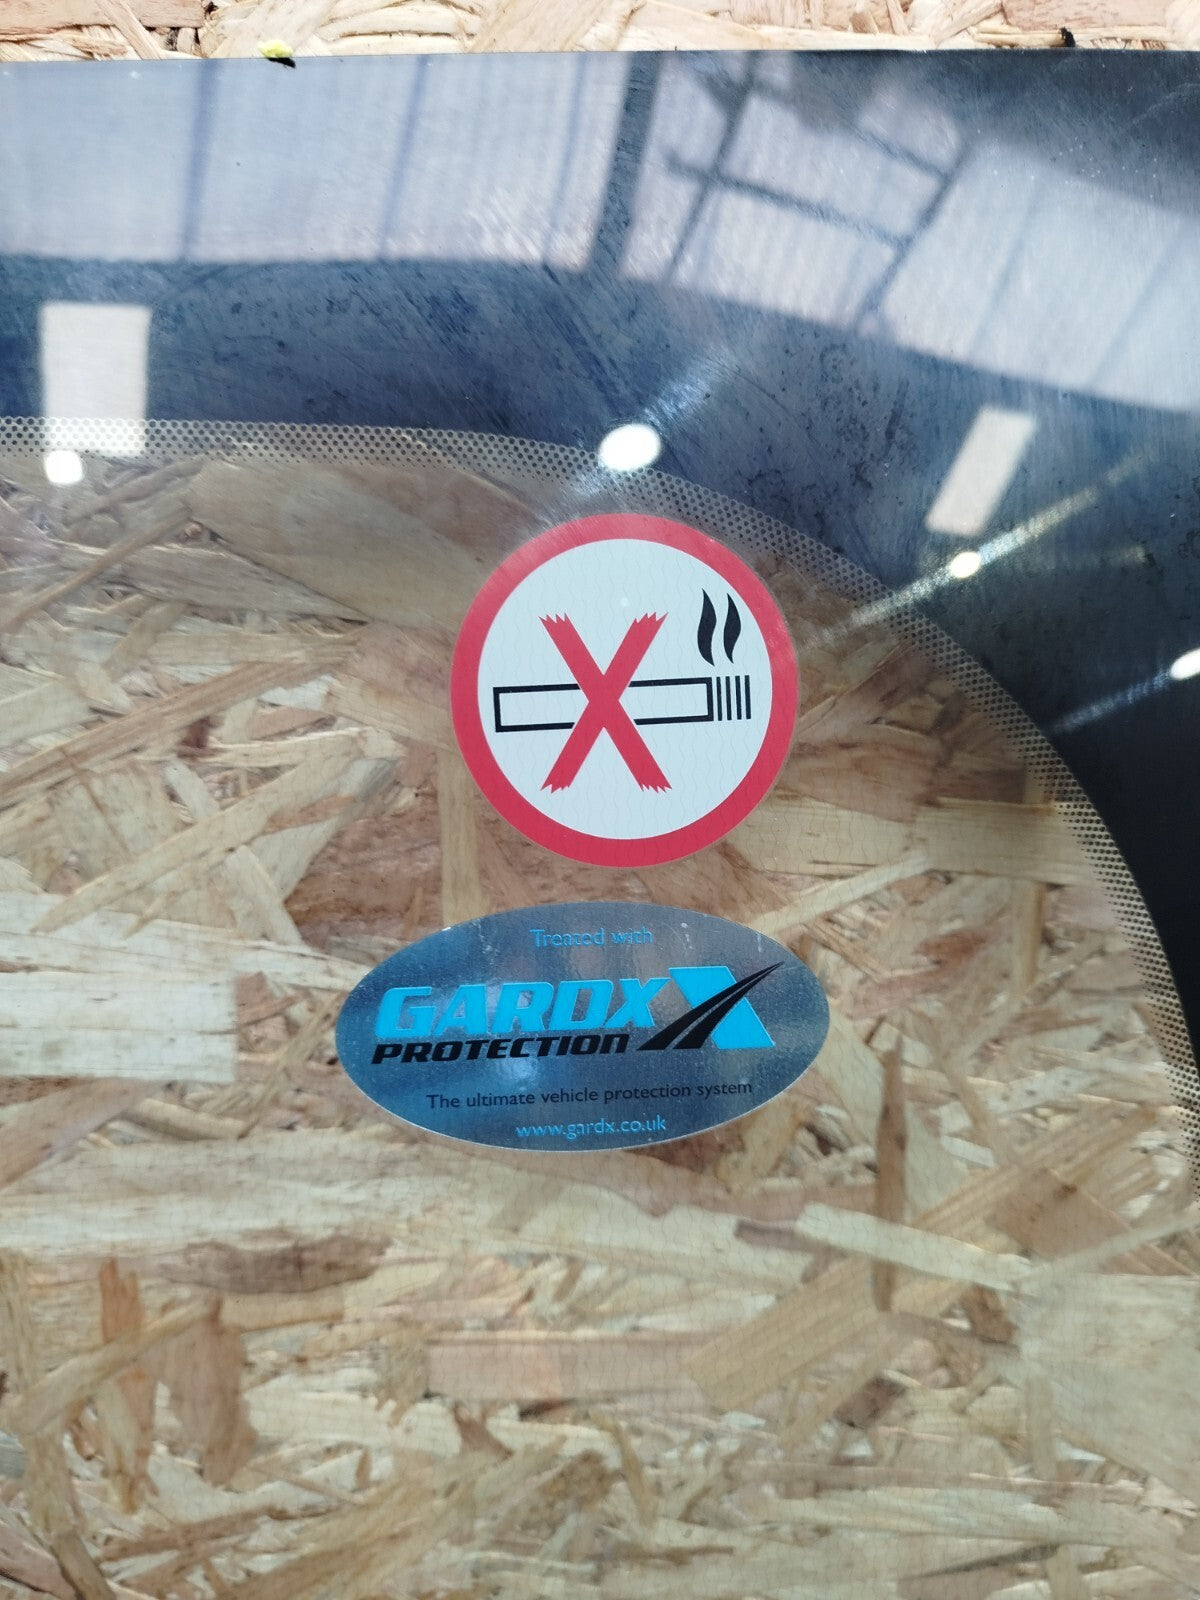 Treated with
GARDX
PROTECTION
The ultimate vehicle protection system
www.gardx.co.uk